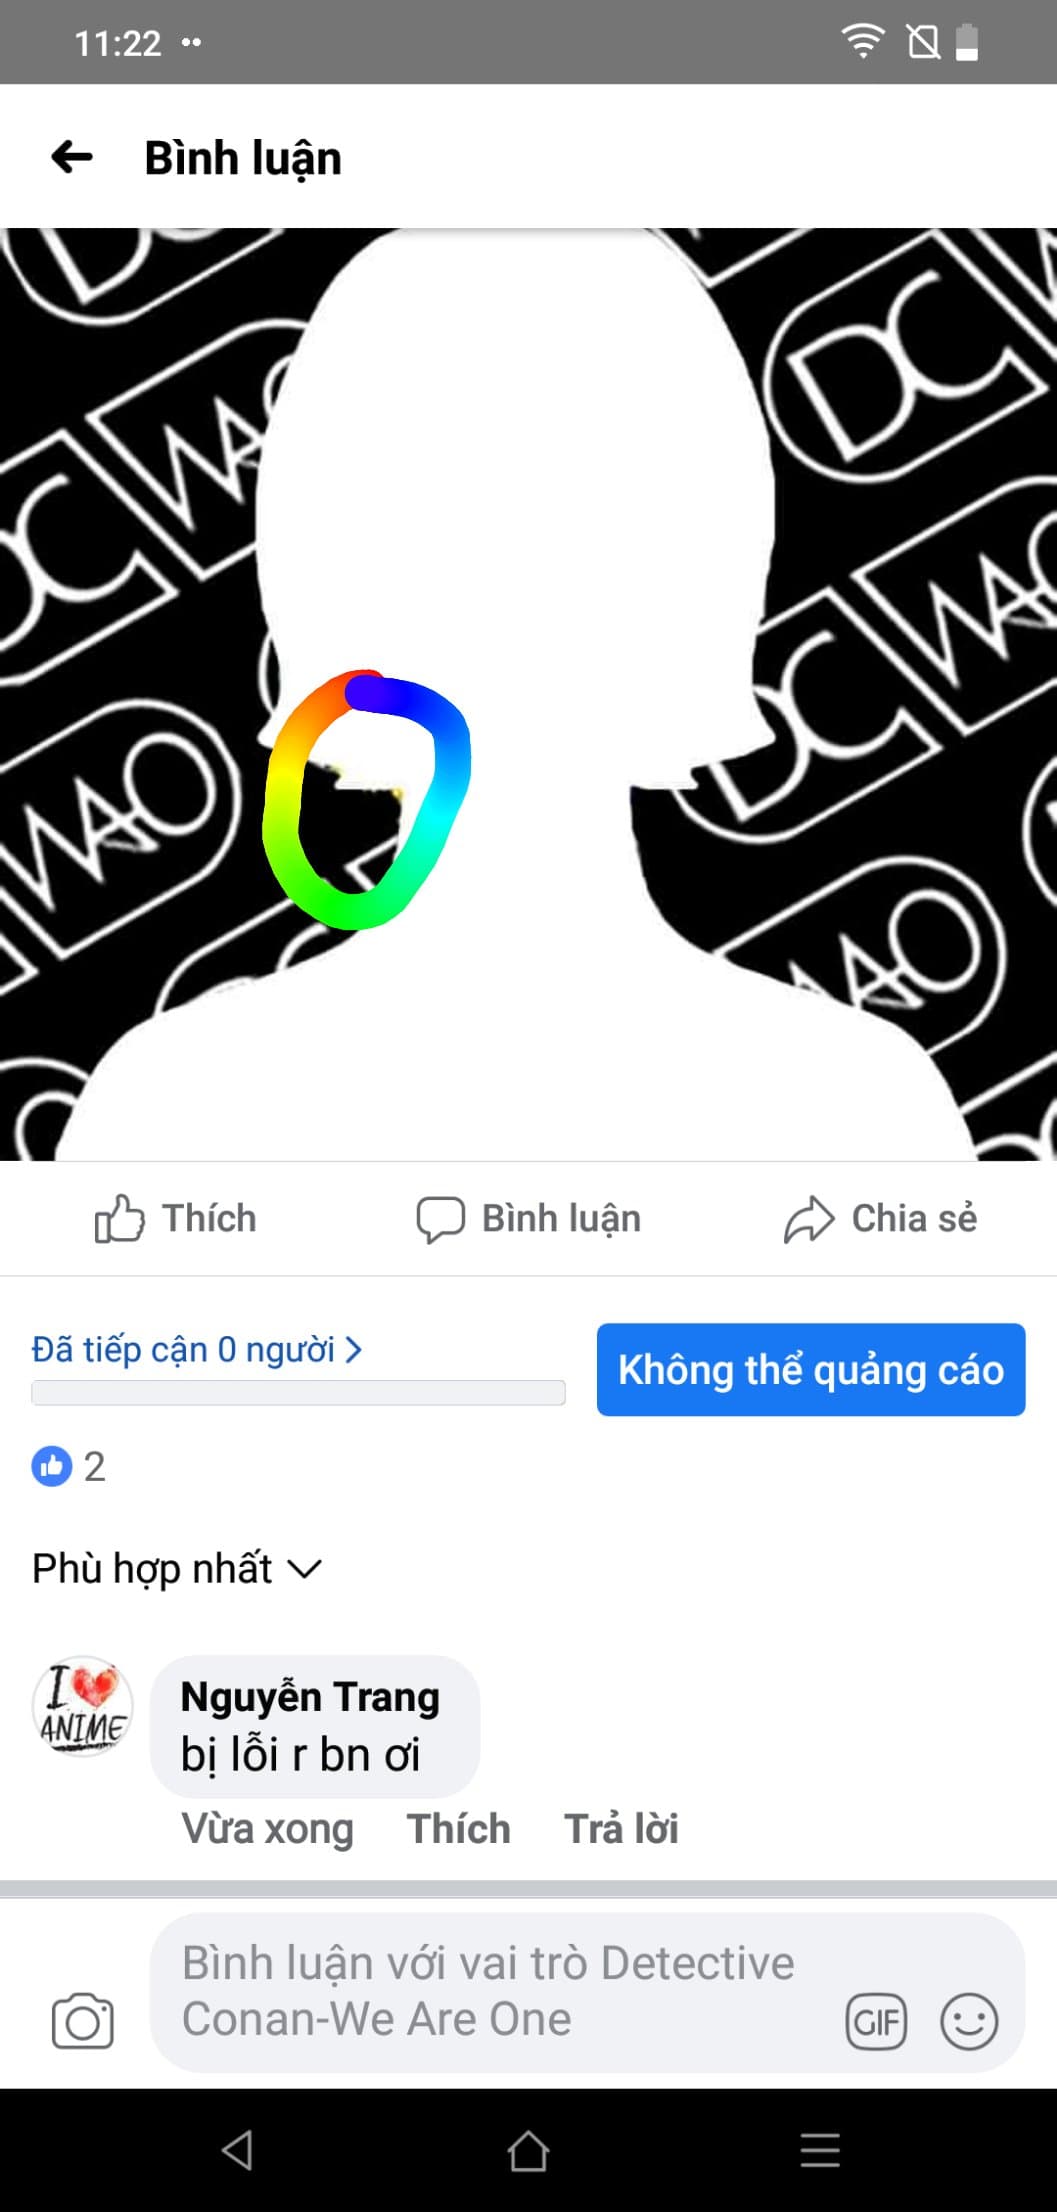 11:22
Bình luận
DC WAO
DC
DC WAO
DC WAO
WAO
WAO
Thích
Bình luận
Chia sẻ
Đã tiếp cận 0 người
Không thể quảng cáo
2
Phù hợp nhất
I
ANIME
Nguyễn Trang
bị lỗi r bn ơi
Vừa xong Thích Trả lời
Bình luận với vai trò Detective
Conan-We Are One
GIF